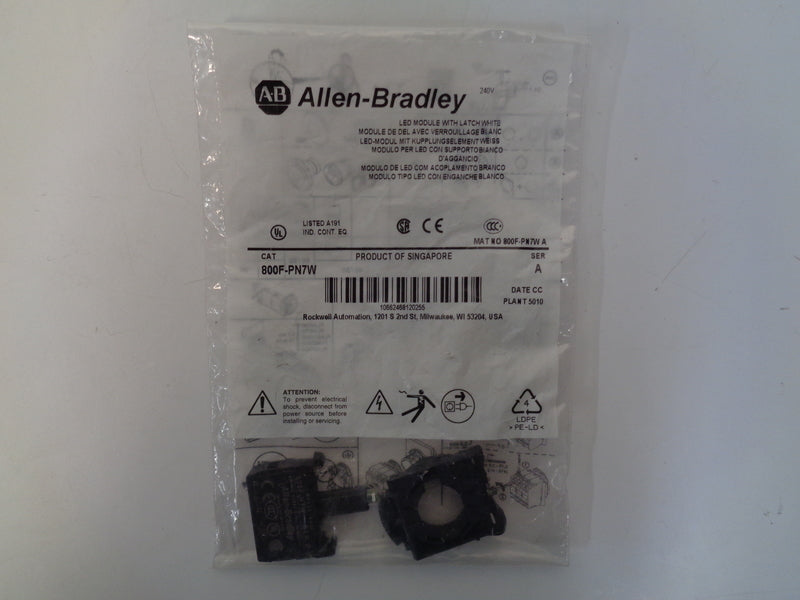 A·B Allen-Bradley
240V
LED MODULE WITH LATCH WHITE
MODULE DE DEL AVEC VERROUILLAGE BLANC
LED-MODUL MIT KUPPLUNGSELEMENT WEISS
MODULO PER LED CON SUPPORTO BIANCO
D'AGGANCIO
MODULO DE LED COM ACOPLAMENTO BRANCO
MODULO TIPO LED CON ENGANCHE BLANCO
UL
LISTED A191
IND. CONT. EQ.
SA CE CCC
MAT NO 800F-PN7W A
CAT PRODUCT OF SINGAPORE SER
800F-PN7W A
DATE CC
PLANT 5010
10662468120255
Rockwell Automation, 1201 S 2nd St, Milwaukee, WI 53204, USA
ATTENTION:
To prevent electrical
shock, disconnect from
power source before
installing or servicing.
4
LDPE
> PE-LD <